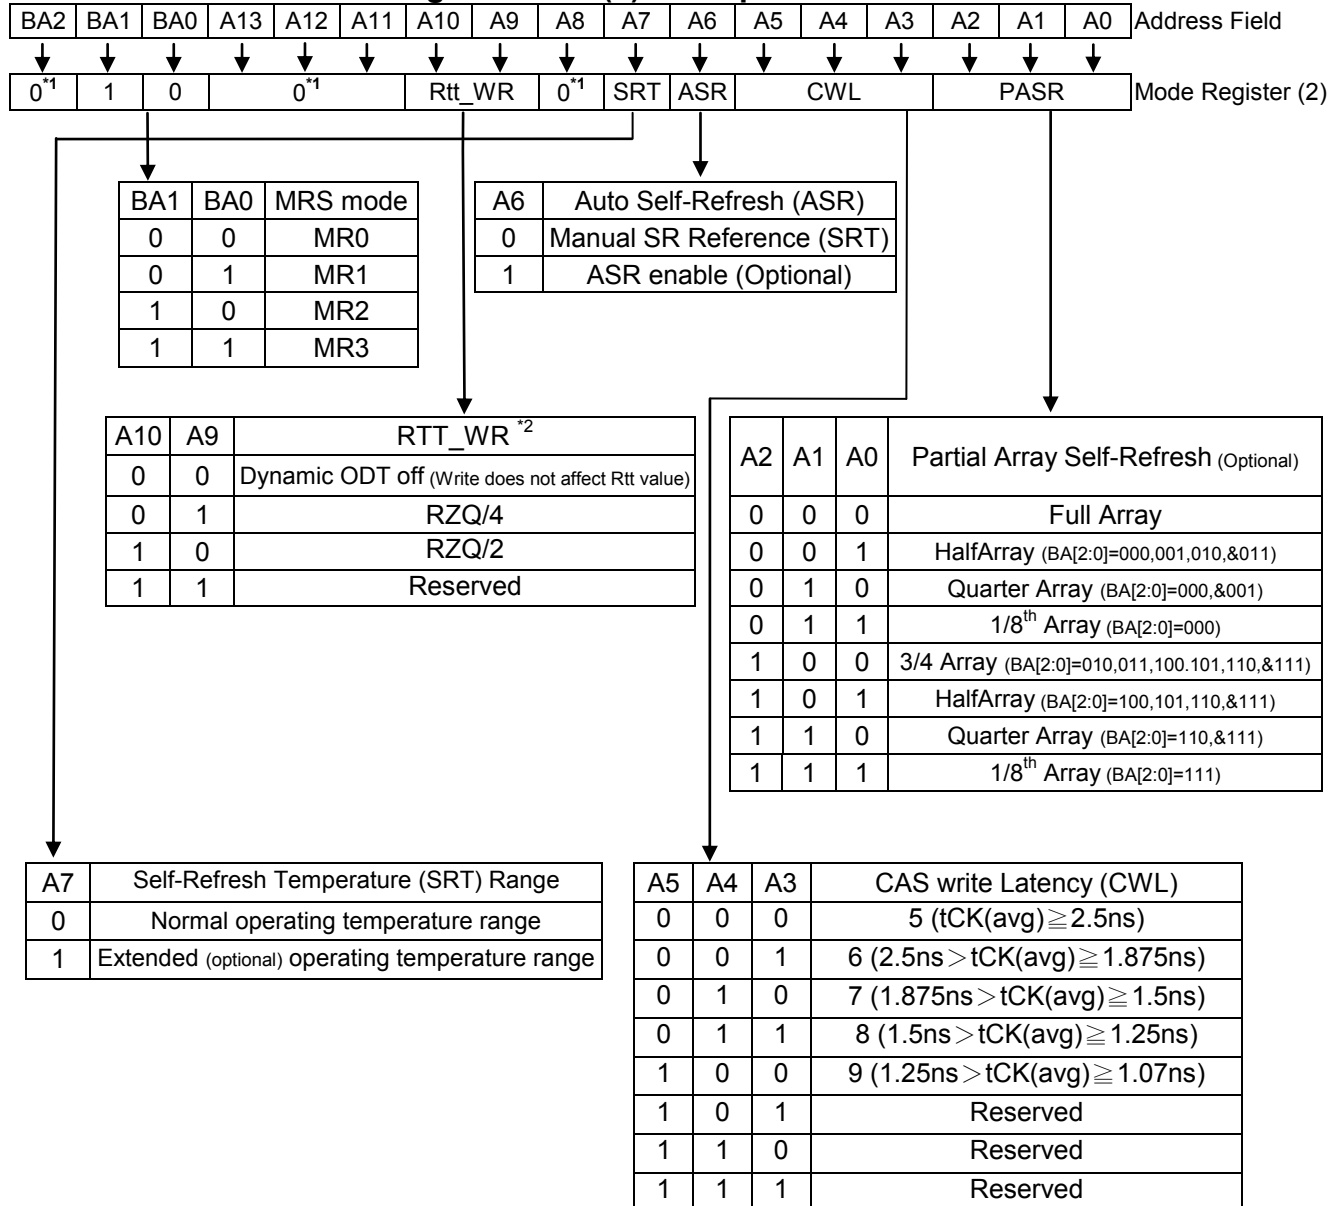 BA2 BA1 BA0 A13 A12 A11 A10 A9 A8 A7 A6 A5 A4 A3 A2 A1 A0 Address Field
0*1 1 0 0*1 Rtt_WR 0*1 SRT ASR CWL PASR Mode Register (2)
BA1 BA0 MRS mode
0 0 MR0
0 1 MR1
1 0 MR2
1 1 MR3
A6 Auto Self-Refresh (ASR)
0 Manual SR Reference (SRT)
1 ASR enable (Optional)
A10 A9 RTT_WR *2
0 0 Dynamic ODT off (Write does not affect Rtt value)
0 1 RZQ/4
1 0 RZQ/2
1 1 Reserved
A2 A1 A0 Partial Array Self-Refresh (Optional)
0 0 0 Full Array
0 0 1 HalfArray (BA[2:0]=000,001,010,&011)
0 1 0 Quarter Array (BA[2:0]=000,&001)
0 1 1 1/8th Array (BA[2:0]=000)
1 0 0 3/4 Array (BA[2:0]=010,011,100.101,110,&111)
1 0 1 HalfArray (BA[2:0]=100,101,110,&111)
1 1 0 Quarter Array (BA[2:0]=110,&111)
1 1 1 1/8th Array (BA[2:0]=111)
A7 Self-Refresh Temperature (SRT) Range
0 Normal operating temperature range
1 Extended (optional) operating temperature range
A5 A4 A3 CAS write Latency (CWL)
0 0 0 5 (tCK(avg)≧2.5ns)
0 0 1 6 (2.5ns>tCK(avg)≧1.875ns)
0 1 0 7 (1.875ns>tCK(avg)≧1.5ns)
0 1 1 8 (1.5ns>tCK(avg)≧1.25ns)
1 0 0 9 (1.25ns>tCK(avg)≧1.07ns)
1 0 1 Reserved
1 1 0 Reserved
1 1 1 Reserved